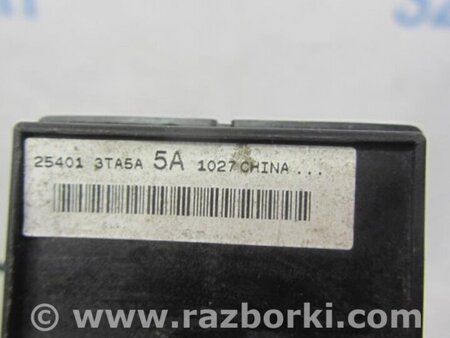 25401 3TA5A 5A 1027 CHINA ...
© www.razborki.com